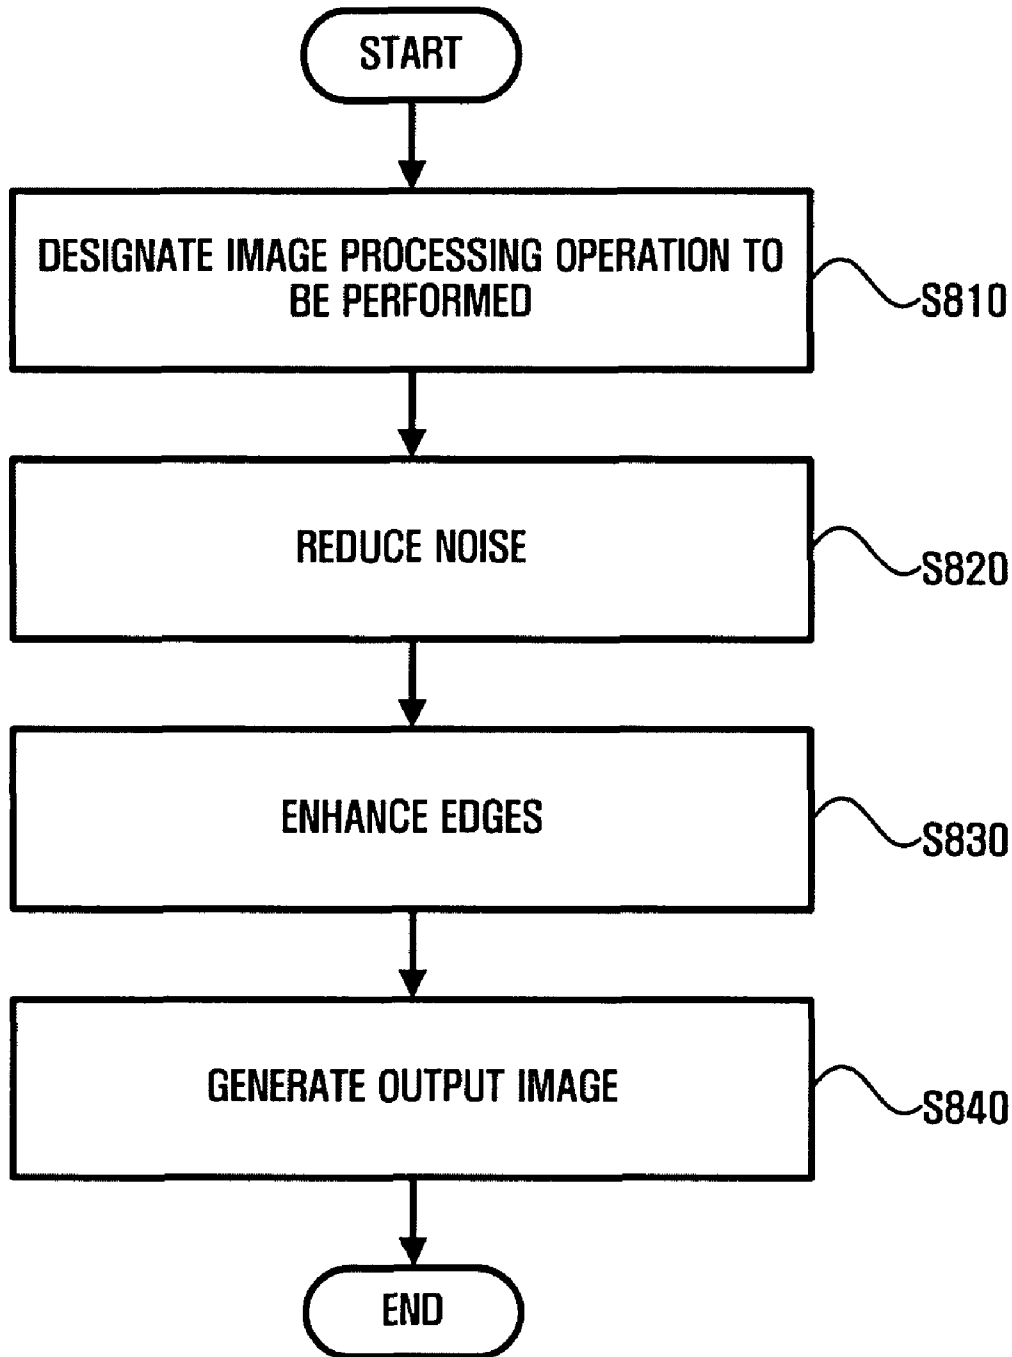 START
DESIGNATE IMAGE PROCESSING OPERATION TO
BE PERFORMED
S810
REDUCE NOISE
S820
ENHANCE EDGES
S830
GENERATE OUTPUT IMAGE
S840
END